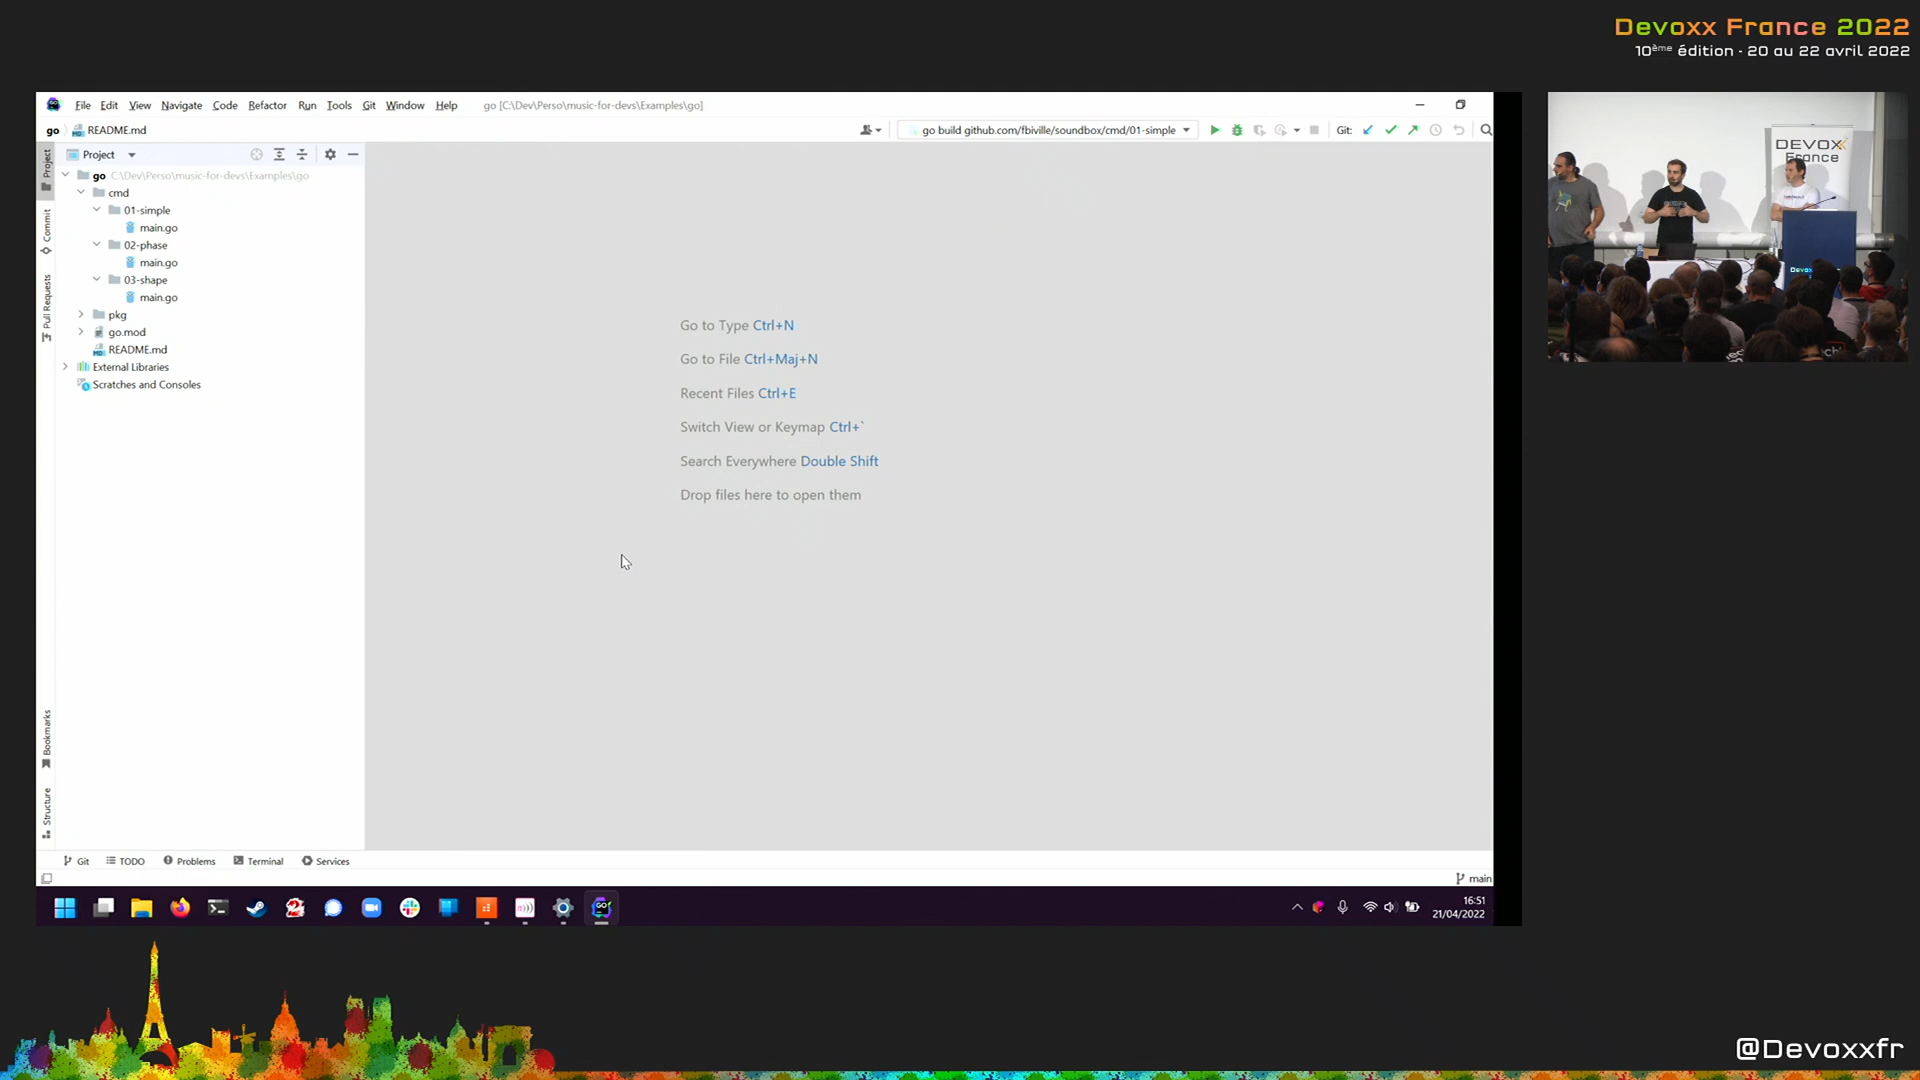 Devoxx France 2022
10ème édition - 20 au 22 avril 2022
File Edit View Navigate Code Refactor Run Tools Git Window Help go [C:\Dev\Perso\music-for-devs\Examples\go]
go README.md
go build github.com/fbiville/soundbox/cmd/01-simple
Git:
Project
Project
Commit
Pull Requests
Bookmarks
Structure
go C:\Dev\Perso\music-for-devs\Examples\go
cmd
01-simple
main.go
02-phase
main.go
03-shape
main.go
pkg
go.mod
README.md
External Libraries
Scratches and Consoles
Go to Type Ctrl+N
Go to File Ctrl+Maj+N
Recent Files Ctrl+E
Switch View or Keymap Ctrl+`
Search Everywhere Double Shift
Drop files here to open them
Git TODO Problems Terminal Services
main
16:51
21/04/2022
DEVOXX
France
@Devoxxfr